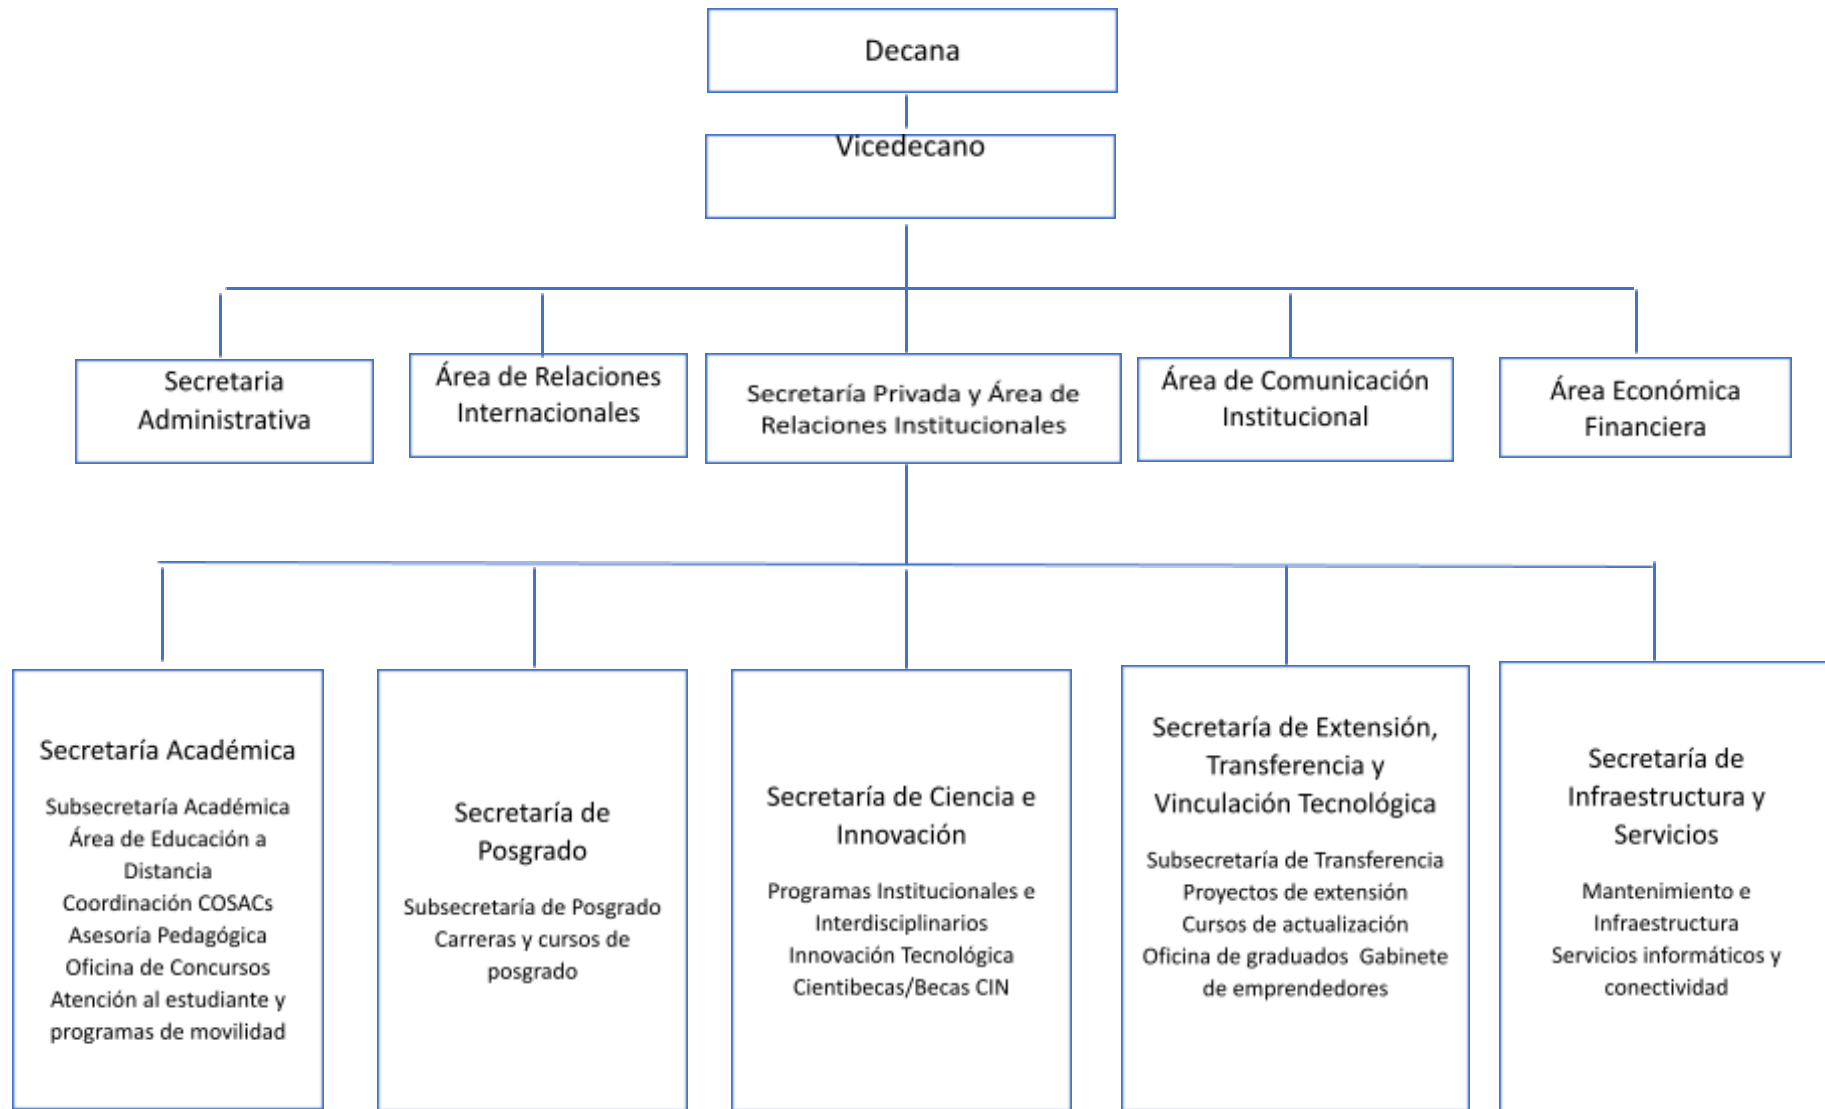 Decana
Vicedecano
Secretaria
Administrativa
Área de Relaciones
Internacionales
Secretaría Privada y Área de
Relaciones Institucionales
Área de Comunicación
Institucional
Área Económica
Financiera
Secretaría Académica
Subsecretaría Académica
Área de Educación a
Distancia
Coordinación COSACs
Asesoría Pedagógica
Oficina de Concursos
Atención al estudiante y
programas de movilidad
Secretaría de
Posgrado
Subsecretaría de Posgrado
Carreras y cursos de
posgrado
Secretaría de Ciencia e
Innovación
Programas Institucionales e
Interdisciplinarios
Innovación Tecnológica
Cientibecas/Becas CIN
Secretaría de Extensión,
Transferencia y
Vinculación Tecnológica
Subsecretaría de Transferencia
Proyectos de extensión
Cursos de actualización
Oficina de graduados  Gabinete
de emprendedores
Secretaría de
Infraestructura y
Servicios
Mantenimiento e
Infraestructura
Servicios informáticos y
conectividad